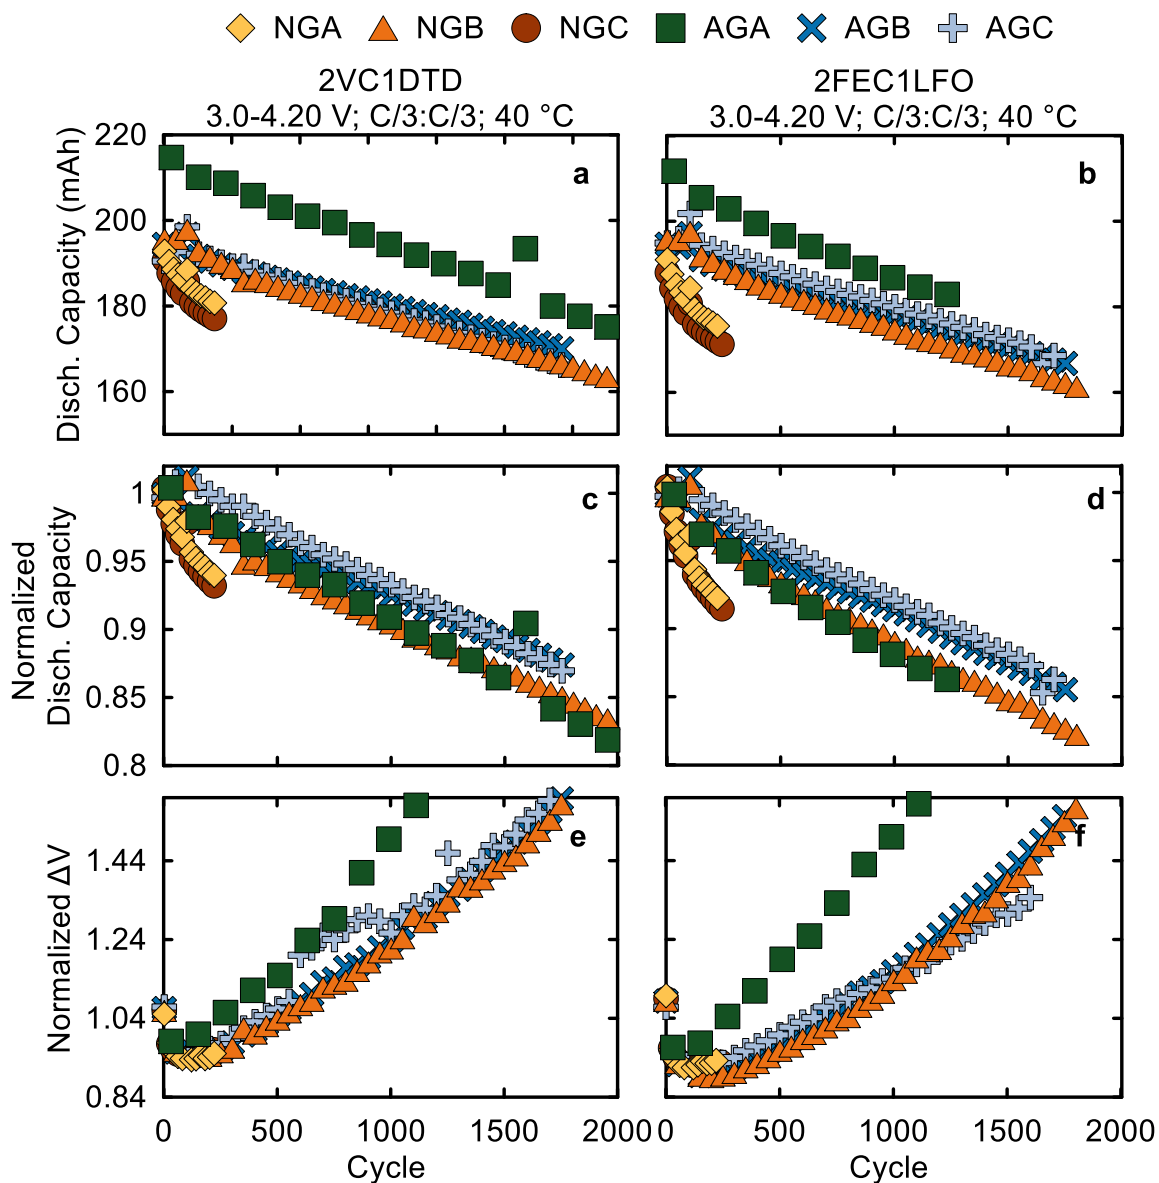 NGA NGB NGC AGA AGB AGC
2VC1DTD
3.0-4.20 V; C/3:C/3; 40 °C
2FEC1LFO
3.0-4.20 V; C/3:C/3; 40 °C
Disch. Capacity (mAh)
220
200
180
160
a
b
Normalized
Disch. Capacity
1
0.95
0.9
0.85
0.8
c
d
Normalized ΔV
1.44
1.24
1.04
0.84
e
f
0 500 1000 1500 2000
Cycle
0 500 1000 1500 2000
Cycle